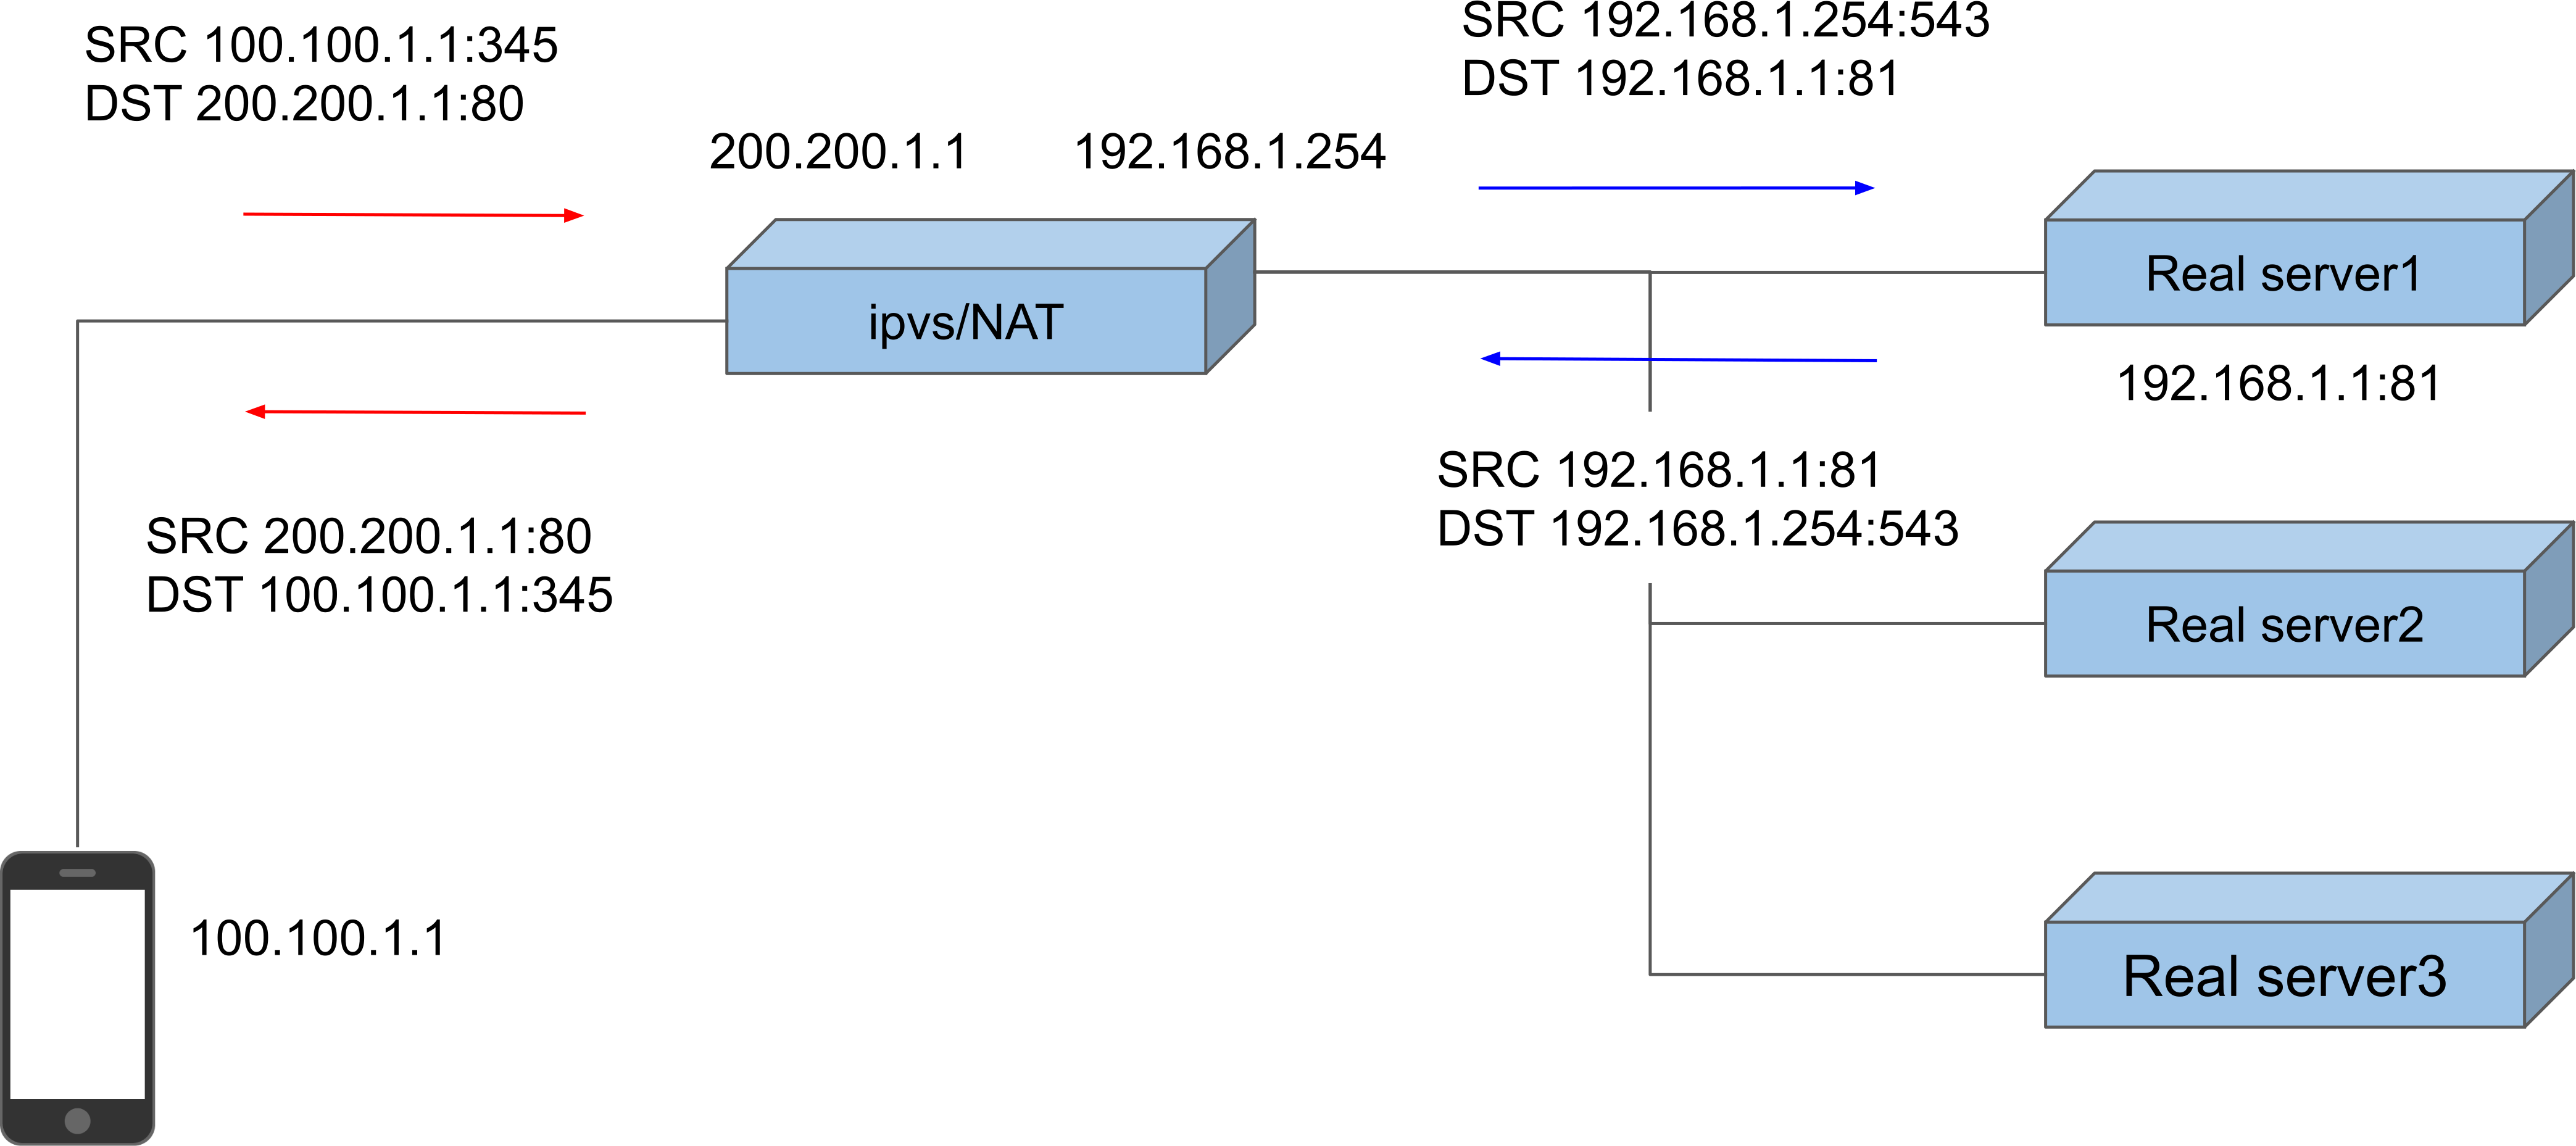 SRC 100.100.1.1:345
DST 200.200.1.1:80
200.200.1.1
192.168.1.254
SRC 192.168.1.254:543
DST 192.168.1.1:81
ipvs/NAT
Real server1
192.168.1.1:81
SRC 192.168.1.1:81
DST 192.168.1.254:543
SRC 200.200.1.1:80
DST 100.100.1.1:345
Real server2
100.100.1.1
Real server3